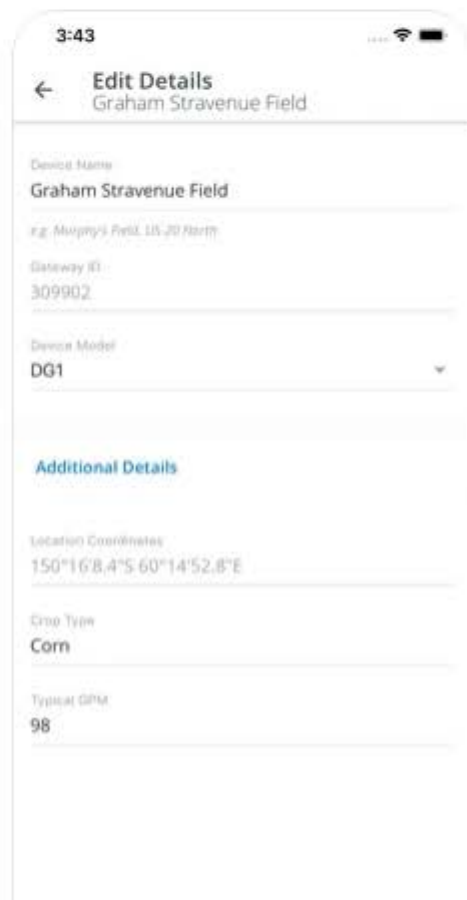 3:43
Edit Details
Graham Stravenue Field
Device Name
Graham Stravenue Field
e.g. Murphy's Field, US-20 North
Gateway ID
309902
Device Model
DG1
Additional Details
Location Coordinates
150°16'8.4"S 60°14'52.8"E
Crop Type
Corn
Typical GPM
98